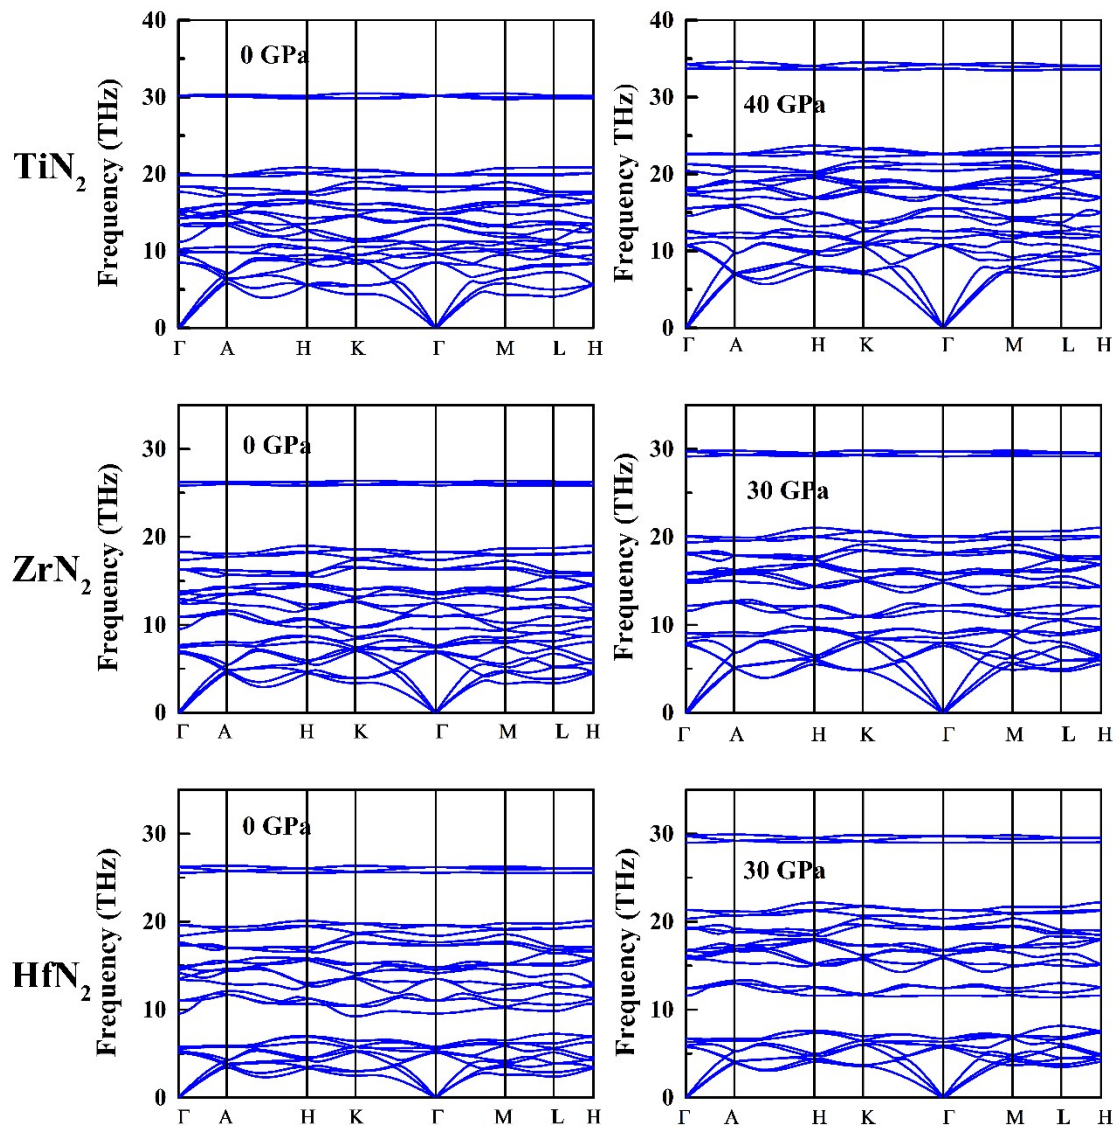 TiN2
Frequency (THz)
40
30
20
10
0
0 GPa
Γ A H K Γ M L H
Frequency THz)
40
30
20
10
0
40 GPa
Γ A H K Γ M L H
ZrN2
Frequency (THz)
30
20
10
0
0 GPa
Γ A H K Γ M L H
Frequency (THz)
30
20
10
0
30 GPa
Γ A H K Γ M L H
HfN2
Frequency (THz)
30
20
10
0
0 GPa
Γ A H K Γ M L H
Frequency (THz)
30
20
10
0
30 GPa
Γ A H K Γ M L H